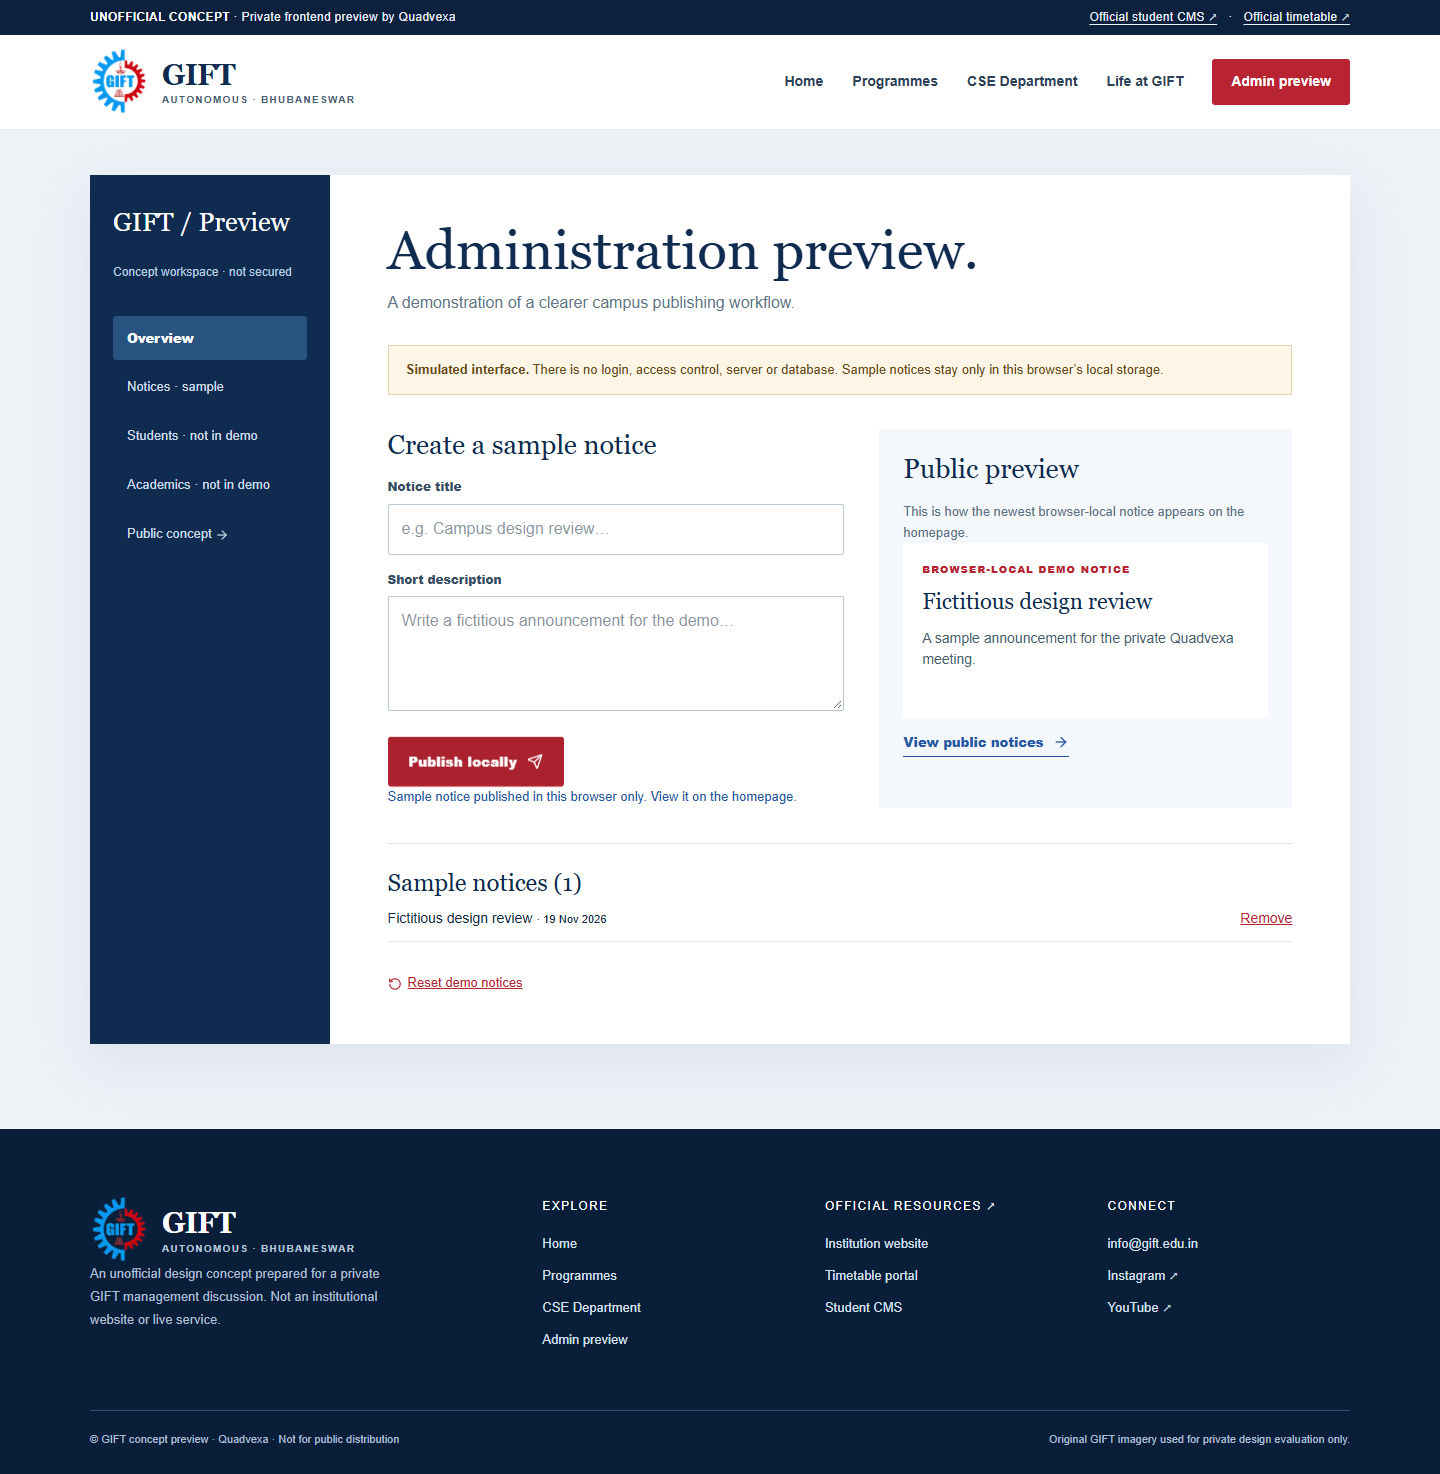 UNOFFICIAL CONCEPT · Private frontend preview by Quadvexa
Official student CMS ↗ · Official timetable ↗
GIFT
GIFT
AUTONOMOUS · BHUBANESWAR
Home
Programmes
CSE Department
Life at GIFT
Admin preview
GIFT / Preview
Concept workspace · not secured
Overview
Notices · sample
Students · not in demo
Academics · not in demo
Public concept →
Administration preview.
A demonstration of a clearer campus publishing workflow.
Simulated interface. There is no login, access control, server or database. Sample notices stay only in this browser’s local storage.
Create a sample notice
Notice title
e.g. Campus design review…
Short description
Write a fictitious announcement for the demo…
Publish locally
Sample notice published in this browser only. View it on the homepage.
Public preview
This is how the newest browser-local notice appears on the
homepage.
BROWSER-LOCAL DEMO NOTICE
Fictitious design review
A sample announcement for the private Quadvexa
meeting.
View public notices →
Sample notices (1)
Fictitious design review · 19 Nov 2026
Remove
Reset demo notices
GIFT
GIFT
AUTONOMOUS · BHUBANESWAR
An unofficial design concept prepared for a private
GIFT management discussion. Not an institutional
website or live service.
EXPLORE
Home
Programmes
CSE Department
Admin preview
OFFICIAL RESOURCES ↗
Institution website
Timetable portal
Student CMS
CONNECT
info@gift.edu.in
Instagram ↗
YouTube ↗
© GIFT concept preview · Quadvexa · Not for public distribution
Original GIFT imagery used for private design evaluation only.